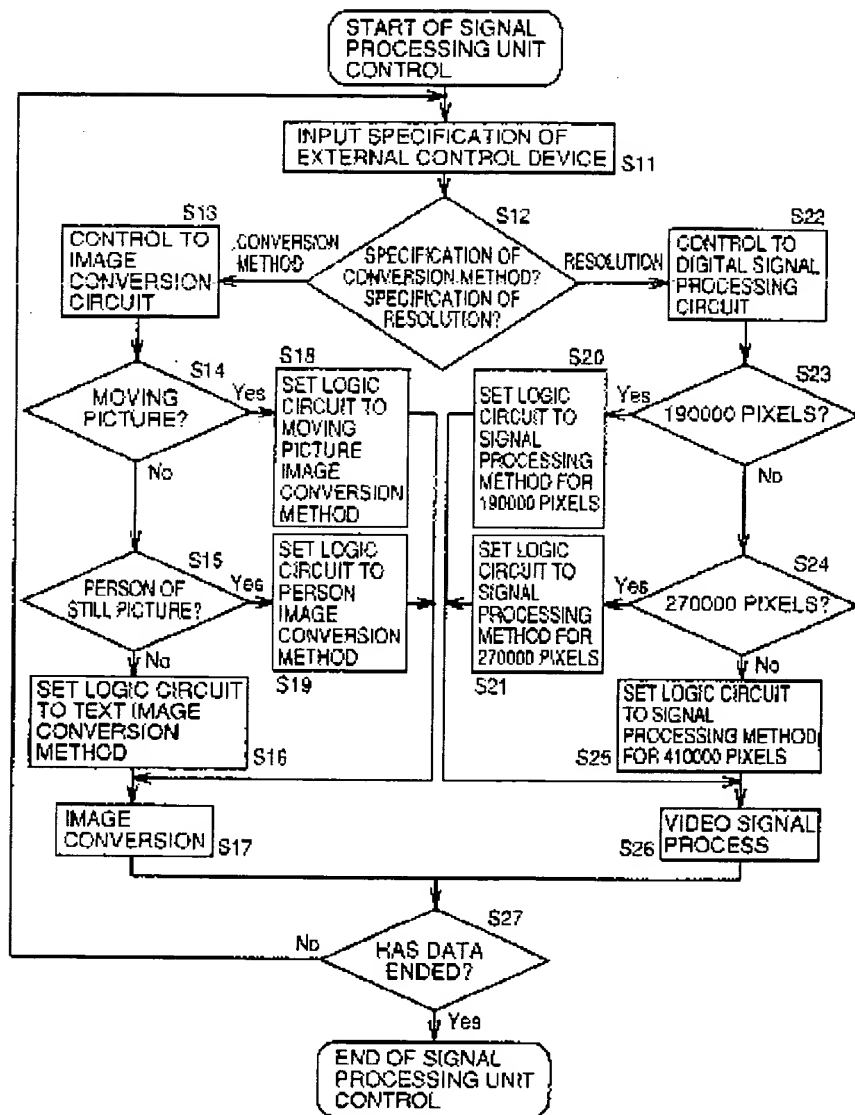 START OF SIGNAL
PROCESSING UNIT
CONTROL
INPUT SPECIFICATION OF
EXTERNAL CONTROL DEVICE
S11
S12
SPECIFICATION OF
CONVERSION-METHOD?
SPECIFICATION OF
RESOLUTION?
CONVERSION
METHOD
RESOLUTION
S13
CONTROL TO
IMAGE
CONVERSION
CIRCUIT
S22
CONTROL TO
DIGITAL SIGNAL
PROCESSING
CIRCUIT
S14
MOVING
PICTURE?
Yes
No
S18
SET LOGIC
CIRCUIT TO
MOVING
PICTURE
IMAGE
CONVERSION
METHOD
S20
SET LOGIC
CIRCUIT TO
SIGNAL
PROCESSING
METHOD FOR
190000 PIXELS
S23
190000 PIXELS?
Yes
No
S15
PERSON OF
STILL PICTURE?
Yes
No
SET LOGIC
CIRCUIT TO
PERSON
IMAGE
CONVERSION
METHOD
S19
SET LOGIC
CIRCUIT TO
SIGNAL
PROCESSING
METHOD FOR
270000 PIXELS
S21
S24
270000 PIXELS?
Yes
No
SET LOGIC CIRCUIT
TO TEXT IMAGE
CONVERSION
METHOD
S16
SET LOGIC CIRCUIT
TO SIGNAL
PROCESSING METHOD
FOR 410000 PIXELS
S25
IMAGE
CONVERSION
S17
VIDEO SIGNAL
PROCESS
S26
S27
HAS DATA
ENDED?
No
Yes
END OF SIGNAL
PROCESSING UNIT
CONTROL